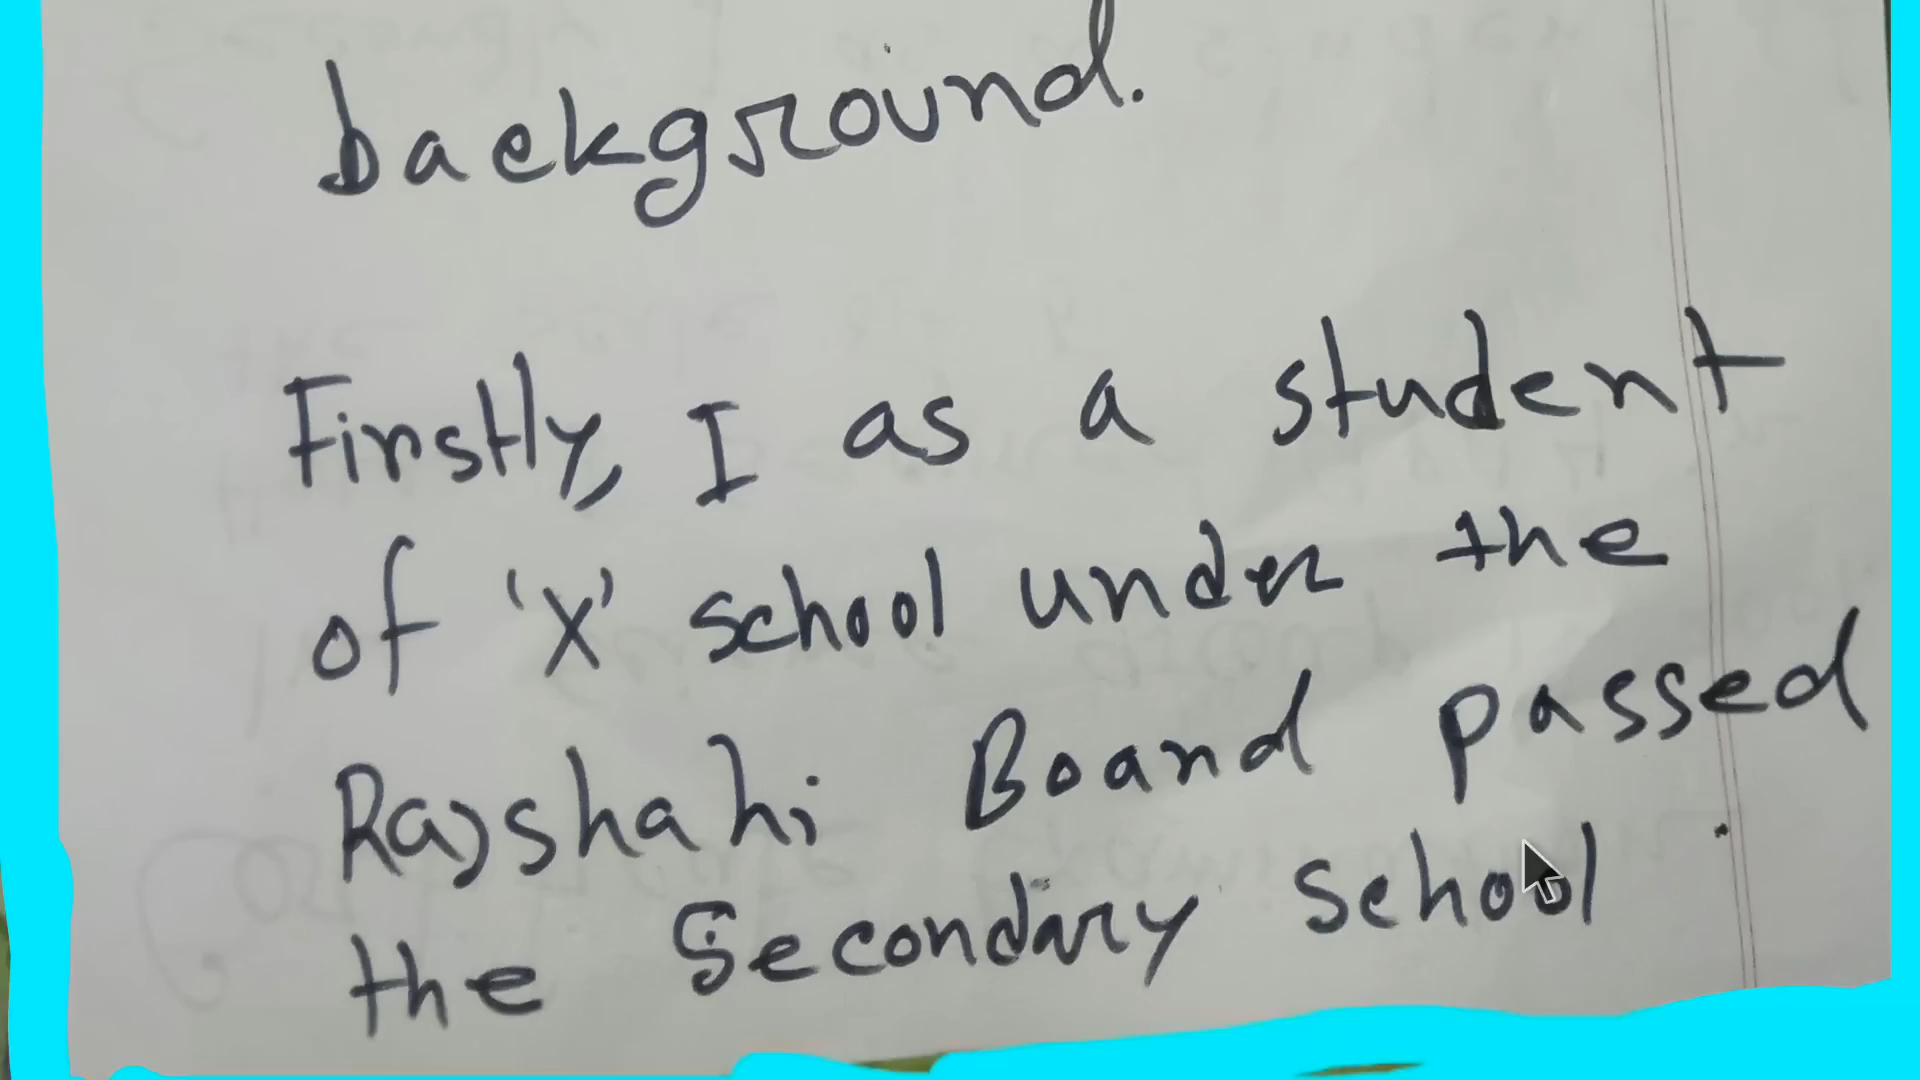 background.
Firstly, I as a student
of 'X' school under the
Rajshahi Board passed
the Secondary School